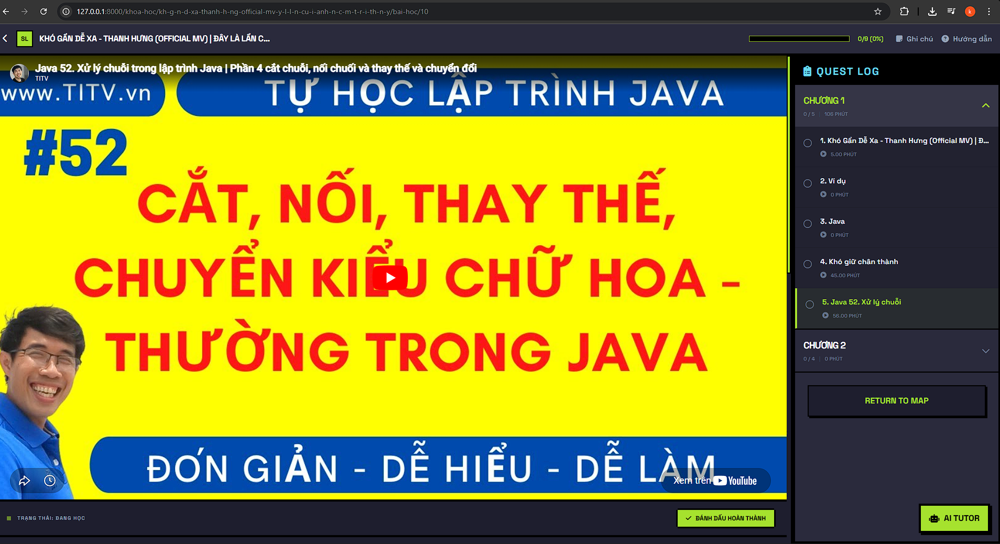 127.0.0.1:8000/khoa-hoc/kh-g-n-d-xa-thanh-h-ng-official-mv-y-l-l-n-cu-i-anh-n-c-m-t-r-i-th-n-y/bai-hoc/10
k
SL
KHÓ GẦN DỄ XA - THANH HƯNG (OFFICIAL MV) | ĐÂY LÀ LẦN C...
0/9 (0%)
Ghi chú
Hướng dẫn
Java 52. Xử lý chuỗi trong lập trình Java | Phần 4 cắt chuỗi, nối chuối và thay thế và chuyển đổi
TITV
www.TITV.vn
TỰ HỌC LẬP TRÌNH JAVA
#52
CẮT, NỐI, THAY THẾ,
CHUYỂN KIỂU CHỮ HOA -
THƯỜNG TRONG JAVA
ĐƠN GIẢN - DỄ HIỂU - DỄ LÀM
Xem trên YouTube
TRẠNG THÁI: ĐANG HỌC
ĐÁNH DẤU HOÀN THÀNH
QUEST LOG
CHƯƠNG 1
0 / 5 | 106 PHÚT
1. Khó Gần Dễ Xa - Thanh Hưng (Official MV) | Đ...
5.00 PHÚT
2. Ví dụ
0 PHÚT
3. Java
0 PHÚT
4. Khó giữ chân thành
45.00 PHÚT
5. Java 52. Xử lý chuỗi
56.00 PHÚT
CHƯƠNG 2
0 / 4 | 0 PHÚT
RETURN TO MAP
AI TUTOR